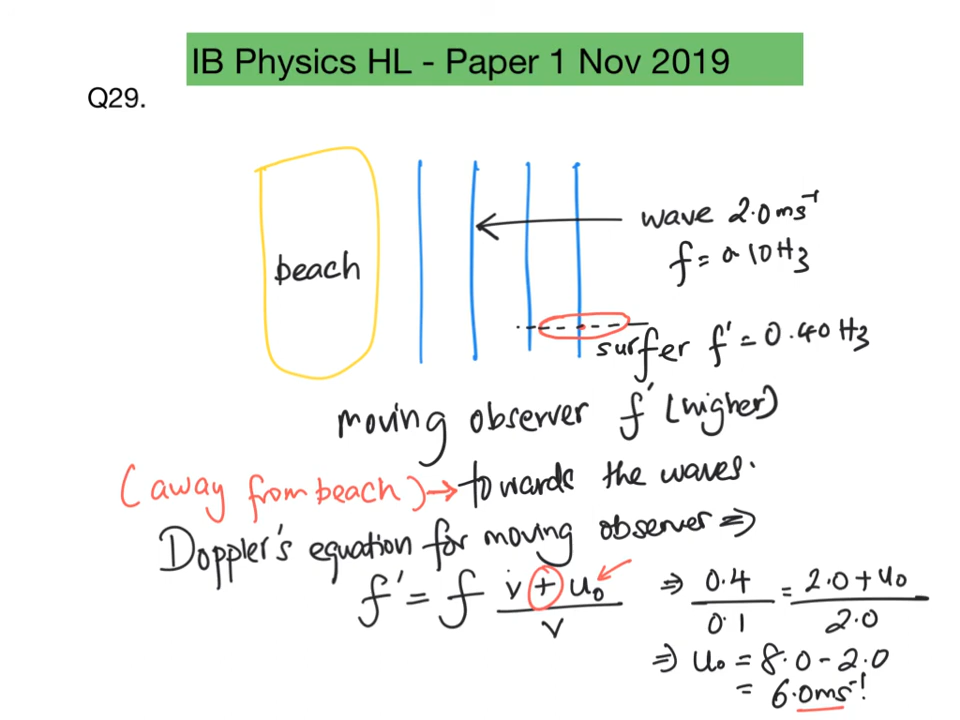 IB Physics HL - Paper 1 Nov 2019
Q29.
beach
wave 2.0ms⁻¹
f = 0.10Hz
surfer f' = 0.40Hz
moving observer f' (higher)
(away from beach) → towards the waves.
Doppler's equation for moving observer ⇒
f' = f (v + u₀)/v
⇒ 0.4/0.1 = (2.0 + u₀)/2.0
⇒ u₀ = 8.0 - 2.0
= 6.0ms⁻¹